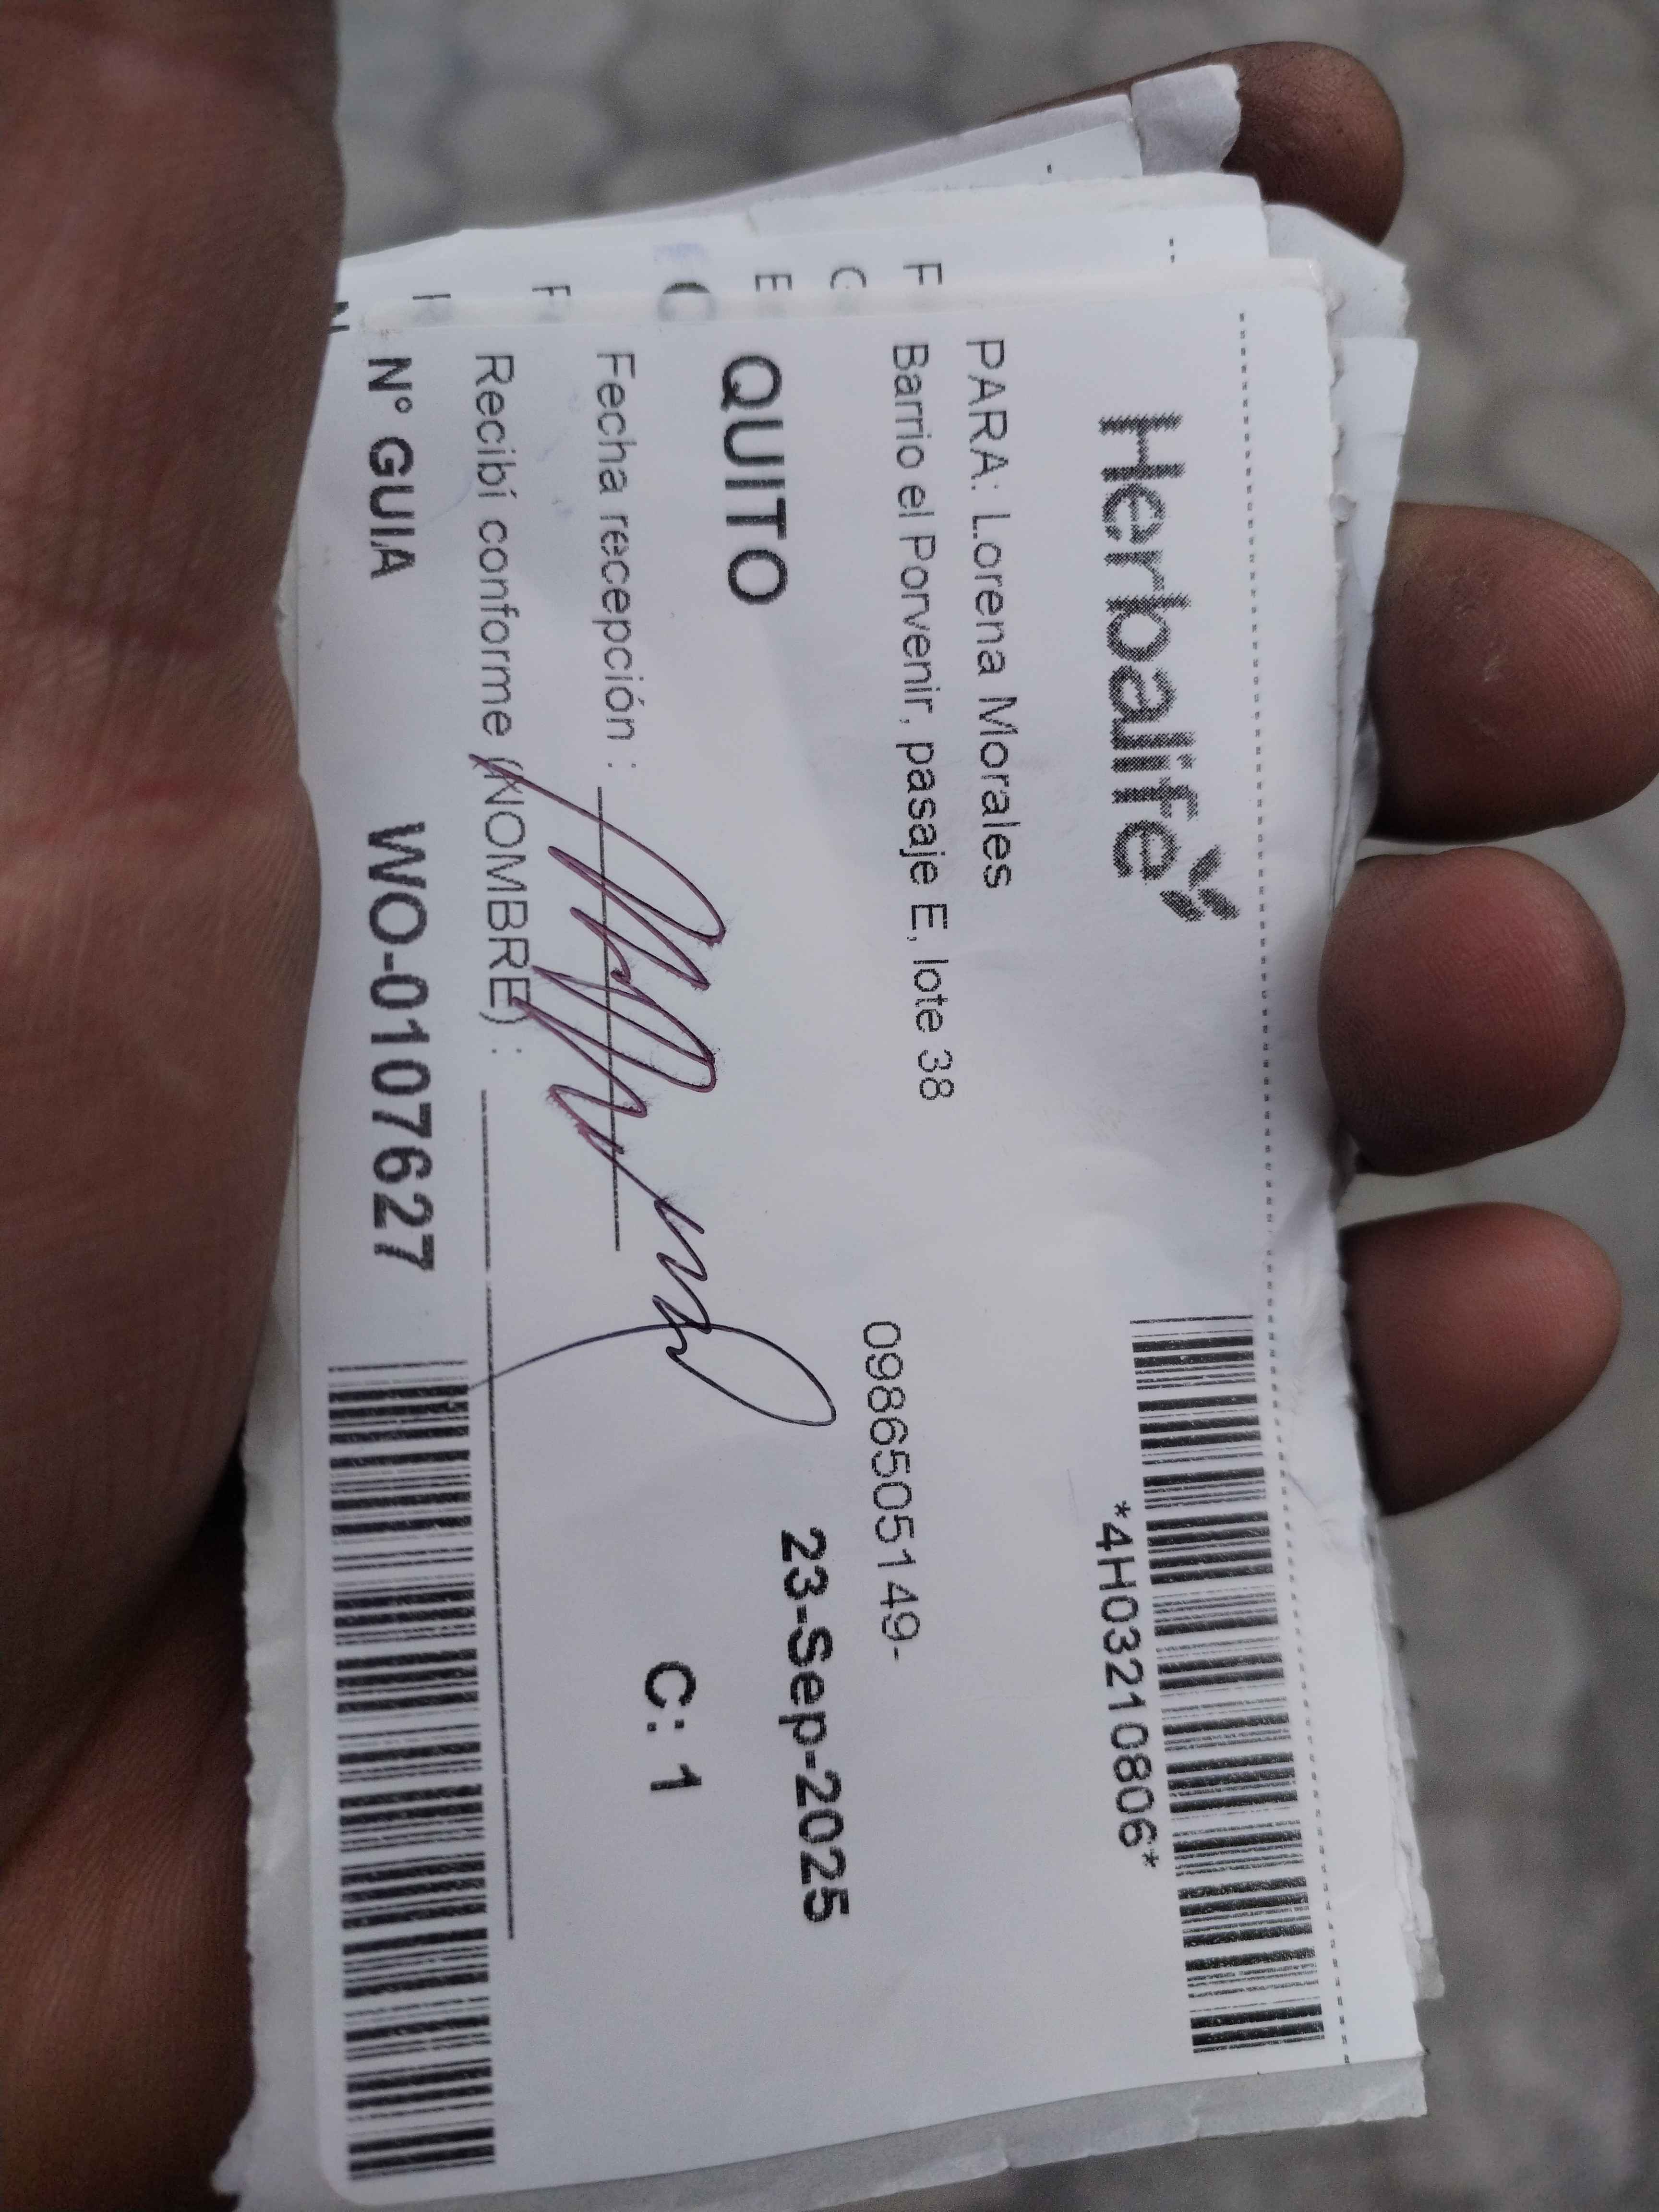 Herbalife
*4H03210806*
PARA: Lorena Morales
Barrio el Porvenir, pasaje E, lote 38
0986505149-
QUITO
23-Sep-2025
Fecha recepción :
C: 1
Recibí conforme (NOMBRE) :
N° GUIA WO-0107627